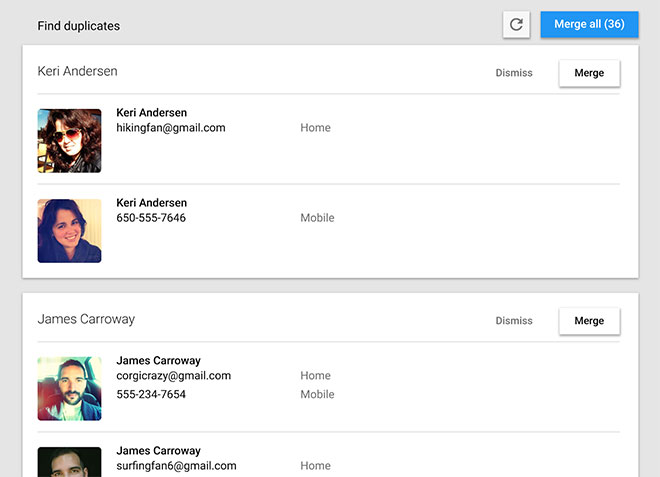 Find duplicates
Merge all (36)
Keri Andersen
Dismiss
Merge
Keri Andersen
hikingfan@gmail.com Home
Keri Andersen
650-555-7646 Mobile
James Carroway
Dismiss
Merge
James Carroway
corgicrazy@gmail.com Home
555-234-7654 Mobile
James Carroway
surfingfan6@gmail.com Home